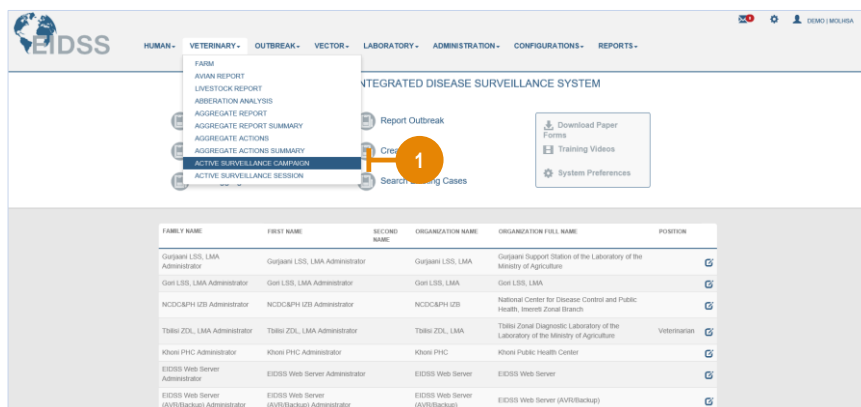 EIDSS
HUMAN VETERINARY OUTBREAK VECTOR LABORATORY ADMINISTRATION CONFIGURATIONS REPORTS
DEMO | MOLHSA
FARM
AVIAN REPORT
LIVESTOCK REPORT
ABBERATION ANALYSIS
AGGREGATE REPORT
AGGREGATE REPORT SUMMARY
AGGREGATE ACTIONS
AGGREGATE ACTIONS SUMMARY
ACTIVE SURVEILLANCE CAMPAIGN
ACTIVE SURVEILLANCE SESSION
INTEGRATED DISEASE SURVEILLANCE SYSTEM
Report Outbreak
Search Cases
1
Download Paper
Forms
Training Videos
System Preferences
FAMILY NAME FIRST NAME SECOND NAME ORGANIZATION NAME ORGANIZATION FULL NAME POSITION
Gurjaani LSS, LMA
Administrator
Gurjaani LSS, LMA Administrator
Gurjaani LSS, LMA
Gurjaani Support Station of the Laboratory of the
Ministry of Agriculture
Gori LSS, LMA Administrator Gori LSS, LMA Administrator Gori LSS, LMA Gori LSS, LMA
NCDC&PH IZB Administrator NCDC&PH IZB Administrator NCDC&PH IZB
National Center for Disease Control and Public
Health, Imereti Zonal Branch
Tbilisi ZDL, LMA Administrator Tbilisi ZDL, LMA Administrator Tbilisi ZDL, LMA
Tbilisi Zonal Diagnostic Laboratory of the
Laboratory of the Ministry of Agriculture
Veterinarian
Khoni PHC Administrator Khoni PHC Administrator Khoni PHC Khoni Public Health Center
EIDSS Web Server
Administrator
EIDSS Web Server Administrator EIDSS Web Server EIDSS Web Server
EIDSS Web Server
(AVR/Backup) Administrator
EIDSS Web Server
(AVR/Backup) Administrator
EIDSS Web Server
(AVR/Backup)
EIDSS Web Server (AVR/Backup)